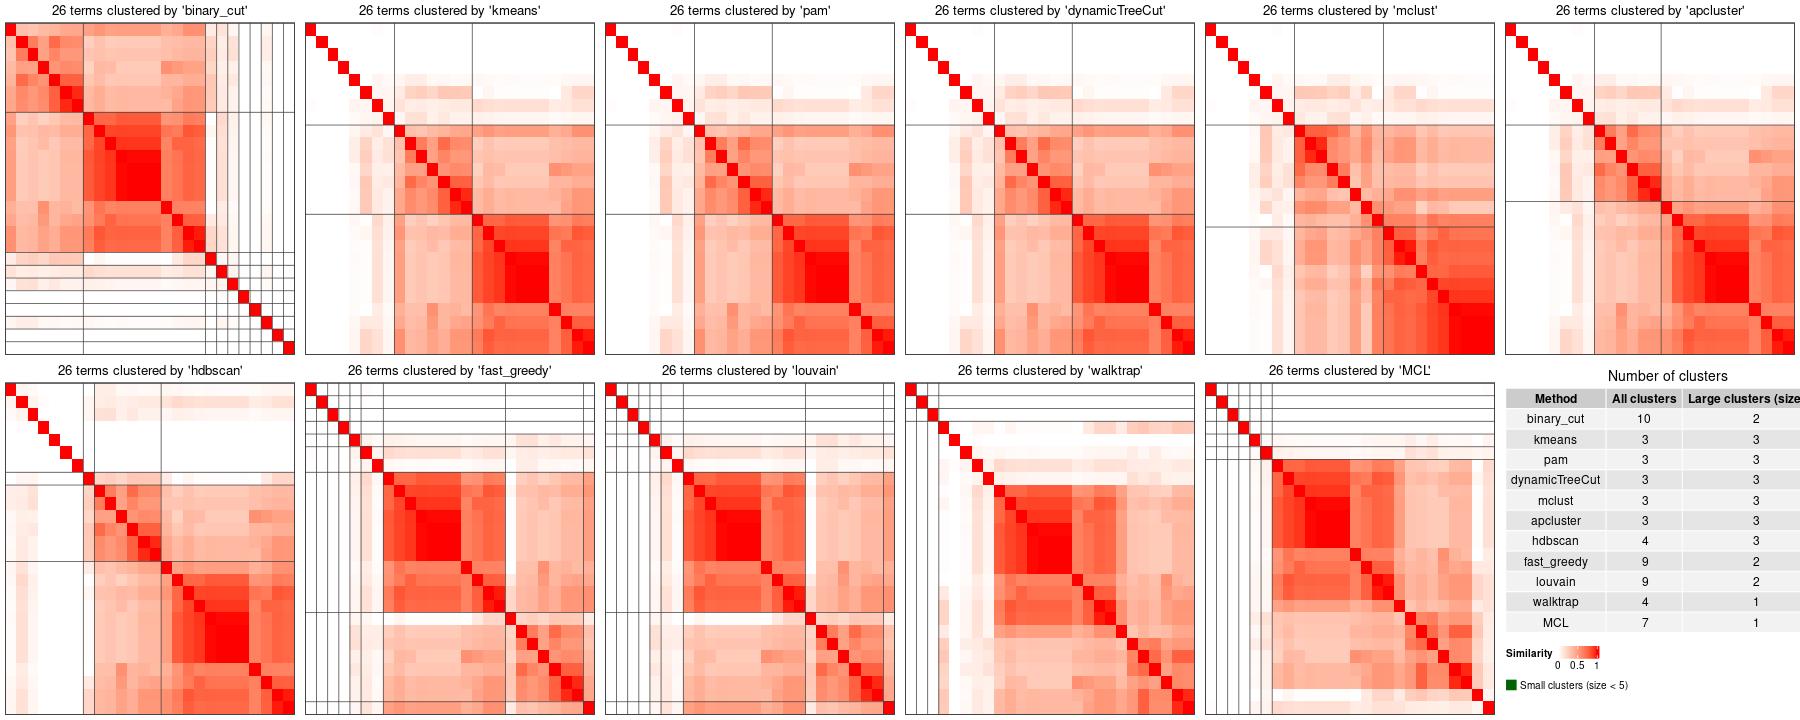 26 terms clustered by 'binary_cut'
26 terms clustered by 'kmeans'
26 terms clustered by 'pam'
26 terms clustered by 'dynamicTreeCut'
26 terms clustered by 'mclust'
26 terms clustered by 'apcluster'
26 terms clustered by 'hdbscan'
26 terms clustered by 'fast_greedy'
26 terms clustered by 'louvain'
26 terms clustered by 'walktrap'
26 terms clustered by 'MCL'
Number of clusters
Method All clusters Large clusters (size
binary_cut 10 2
kmeans 3 3
pam 3 3
dynamicTreeCut 3 3
mclust 3 3
apcluster 3 3
hdbscan 4 3
fast_greedy 9 2
louvain 9 2
walktrap 4 1
MCL 7 1
Similarity
0 0.5 1
Small clusters (size < 5)